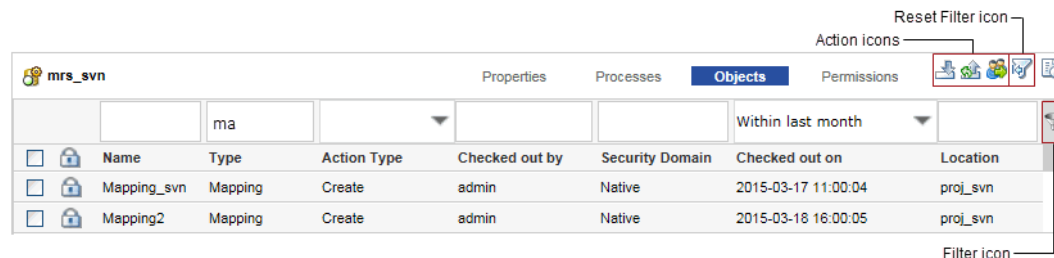 Reset Filter icon
Action icons
mrs_svn Properties Processes Objects Permissions
ma Within last month
Name Type Action Type Checked out by Security Domain Checked out on Location
Mapping_svn Mapping Create admin Native 2015-03-17 11:00:04 proj_svn
Mapping2 Mapping Create admin Native 2015-03-18 16:00:05 proj_svn
Filter icon